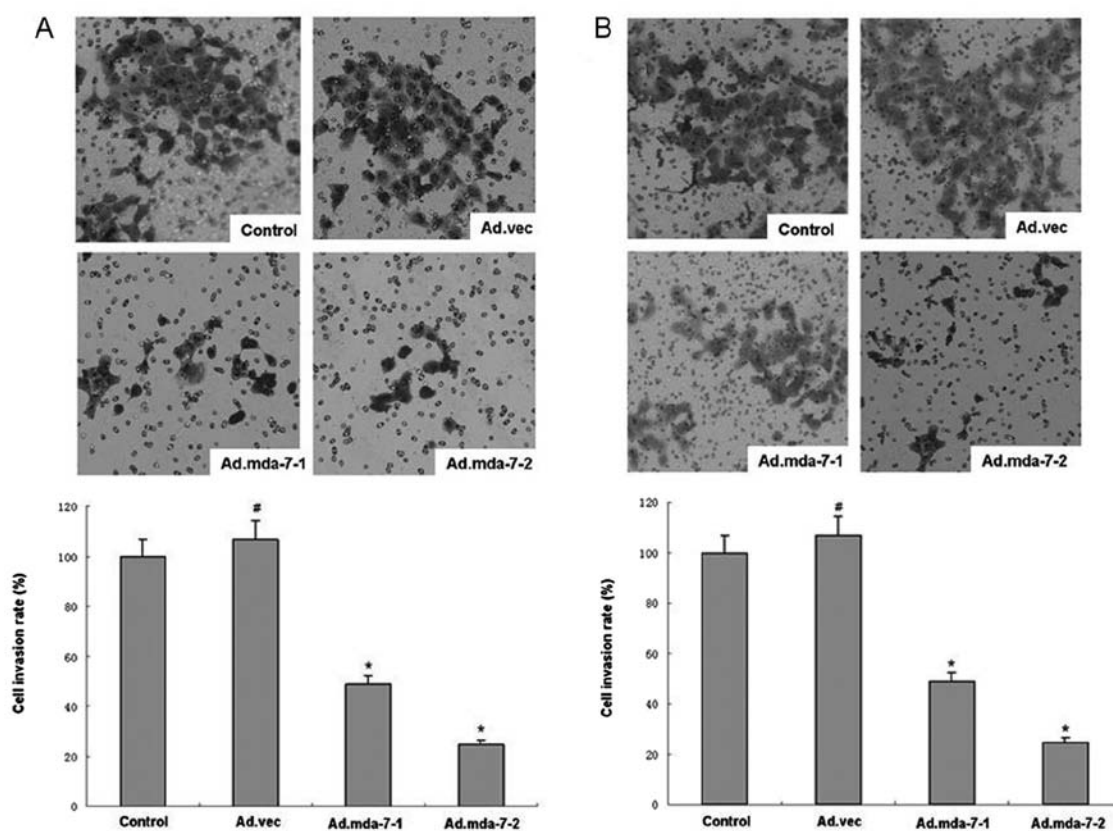 A
B
Control
Ad.vec
Control
Ad.vec
Ad.mda-7-1
Ad.mda-7-2
Ad.mda-7-1
Ad.mda-7-2
Cell invasion rate (%)
120
100
80
60
40
20
0
#
*
*
Control
Ad.vec
Ad.mda-7-1
Ad.mda-7-2
Cell invasion rate (%)
120
100
80
60
40
20
0
#
*
*
Control
Ad.vec
Ad.mda-7-1
Ad.mda-7-2